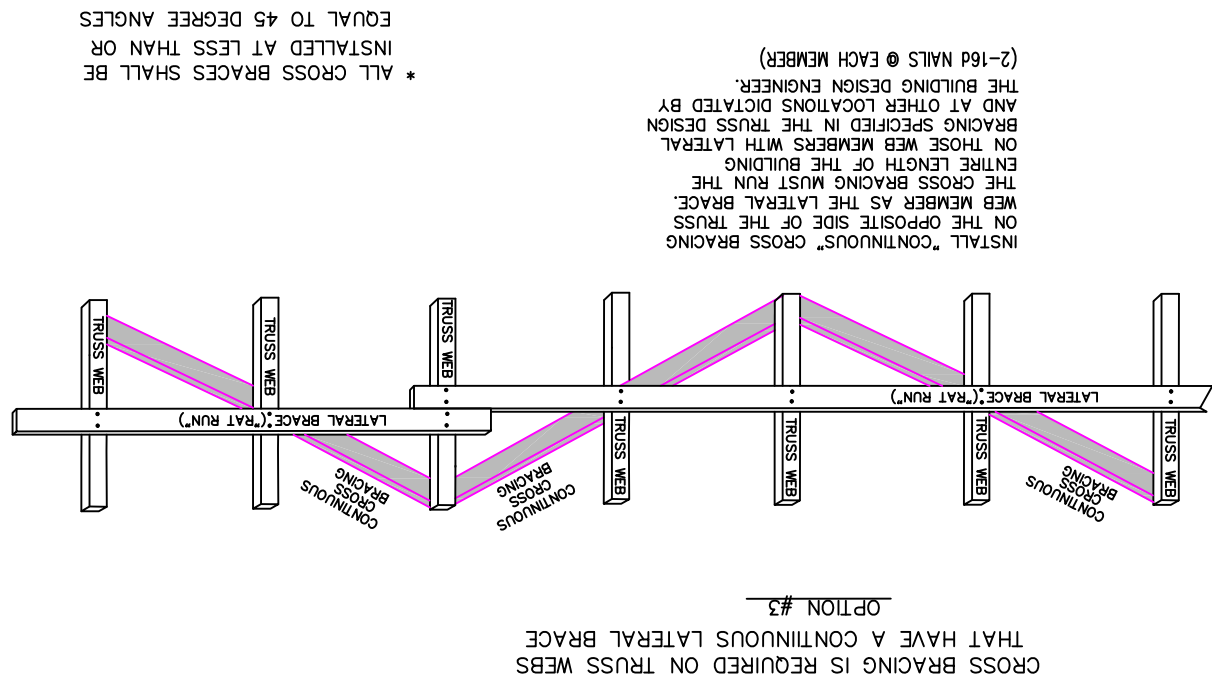 CROSS BRACING IS REQUIRED ON TRUSS WEBS
THAT HAVE A CONTIINUOUS LATERAL BRACE
OPTION #3
CONTINUOUS
CROSS
BRACING
CONTINUOUS
CROSS
BRACING
CONTINUOUS
CROSS
BRACING
TRUSS WEB
TRUSS WEB
TRUSS WEB
TRUSS WEB
LATERAL BRACE ("RAT RUN")
LATERAL BRACE ("RAT RUN")
TRUSS WEB
TRUSS WEB
TRUSS WEB
INSTALL "CONTINUOUS" CROSS BRACING
ON THE OPPOSITE SIDE OF THE TRUSS
WEB MEMBER AS THE LATERAL BRACE.
THE CROSS BRACING MUST RUN THE
ENTIRE LENGTH OF THE BUILDING
ON THOSE WEB MEMBERS WITH LATERAL
BRACING SPECIFIED IN THE TRUSS DESIGN
AND AT OTHER LOCATIONS DICTATED BY
THE BUILDING DESIGN ENGINEER.
(2-16d NAILS @ EACH MEMBER)
* ALL CROSS BRACES SHALL BE
INSTALLED AT LESS THAN OR
EQUAL TO 45 DEGREE ANGLES